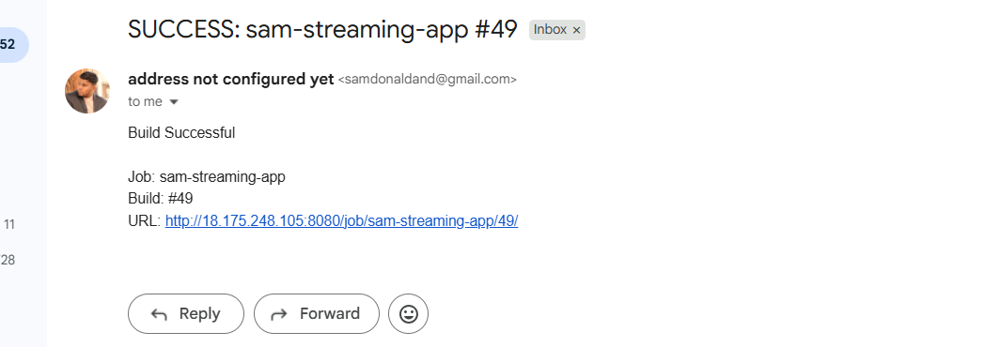 52
SUCCESS: sam-streaming-app #49 Inbox ×
address not configured yet <samdonaldand@gmail.com>
to me
Build Successful
Job: sam-streaming-app
Build: #49
URL: http://18.175.248.105:8080/job/sam-streaming-app/49/
11
28
Reply Forward